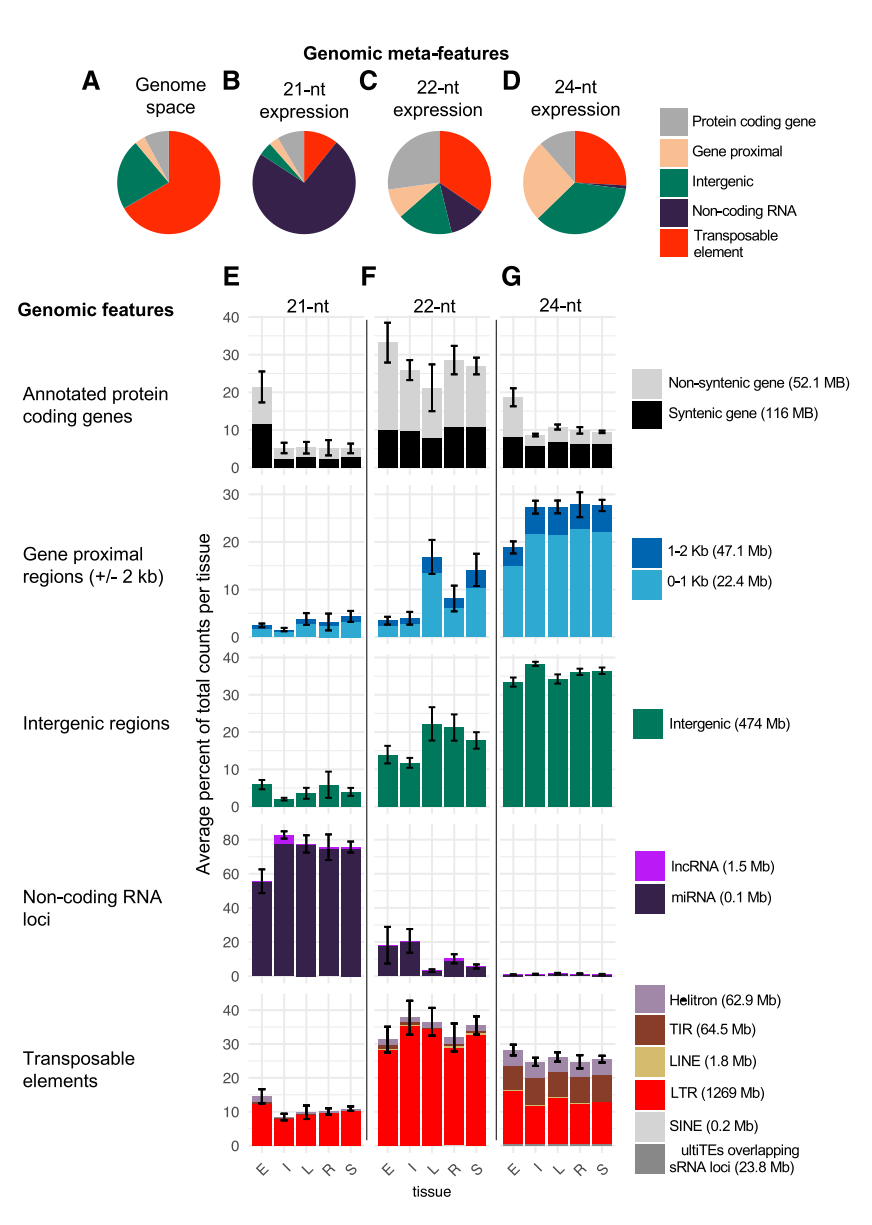 Genomic meta-features
A
Genome
space
B
21-nt
expression
C
22-nt
expression
D
24-nt
expression
Protein coding gene
Gene proximal
Intergenic
Non-coding RNA
Transposable
element
E
F
G
Genomic features
21-nt
22-nt
24-nt
Average percent of total counts per tissue
Annotated protein
coding genes
40
30
20
10
0
Non-syntenic gene (52.1 MB)
Syntenic gene (116 MB)
Gene proximal
regions (+/- 2 kb)
30
20
10
0
1-2 Kb (47.1 Mb)
0-1 Kb (22.4 Mb)
Intergenic regions
40
30
20
10
0
Intergenic (474 Mb)
Non-coding RNA
loci
80
60
40
20
0
lncRNA (1.5 Mb)
miRNA (0.1 Mb)
Transposable
elements
40
30
20
10
0
Helitron (62.9 Mb)
TIR (64.5 Mb)
LINE (1.8 Mb)
LTR (1269 Mb)
SINE (0.2 Mb)
ultiTEs overlapping
sRNA loci (23.8 Mb)
E I L R S
E I L R S
E I L R S
tissue